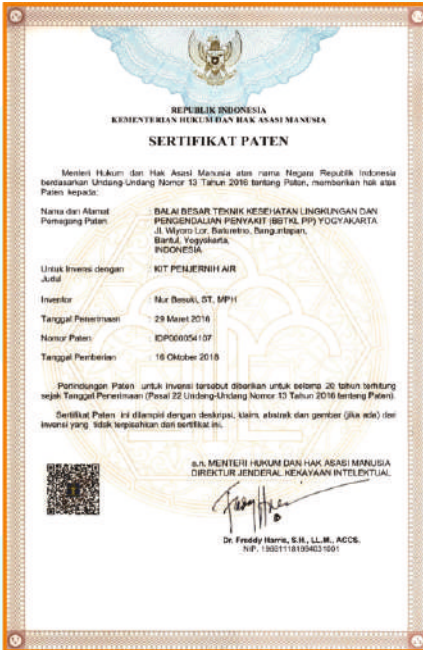 REPUBLIK INDONESIA
KEMENTERIAN HUKUM DAN HAK ASASI MANUSIA
SERTIFIKAT PATEN
Menteri Hukum dan Hak Asasi Manusia atas nama Negara Republik Indonesia
berdasarkan Undang-Undang Nomor 13 Tahun 2016 tentang Paten, memberikan hak atas
Paten kepada:
Nama dan Alamat Pemegang Paten : BALAI BESAR TEKNIK KESEHATAN LINGKUNGAN DAN
PENGENDALIAN PENYAKIT (BBTKL PP) YOGYAKARTA
Jl. Wiyoro Lor, Baturetno, Banguntapan,
Bantul, Yogyakarta,
INDONESIA
Untuk Invensi dengan Judul : KIT PENJERNIH AIR
Inventor : Nur Basuki, ST, MPH
Tanggal Penerimaan : 29 Maret 2016
Nomor Paten : IDP000054107
Tanggal Pemberian : 16 Oktober 2018
Perlindungan Paten untuk invensi tersebut diberikan untuk selama 20 tahun terhitung
sejak Tanggal Penerimaan (Pasal 22 Undang-Undang Nomor 13 Tahun 2016 tentang Paten).
Sertifikat Paten ini dilampiri dengan deskripsi, klaim, abstrak dan gambar (jika ada) dari
invensi yang tidak terpisahkan dari sertifikat ini.
a.n. MENTERI HUKUM DAN HAK ASASI MANUSIA
DIREKTUR JENDERAL KEKAYAAN INTELEKTUAL
Dr. Freddy Harris, S.H., LL.M., ACCS.
NIP.